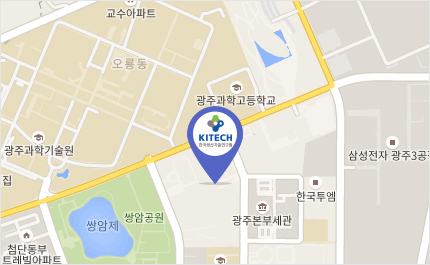 교수아파트
오룡동
광주과학고등학교
KITECH
한국생산기술연구원
광주과학기술원
삼성전자 광주3공
집
한국투엠
쌍암공원
쌍암제
광주본부세관
첨단동부
트레빌아파트